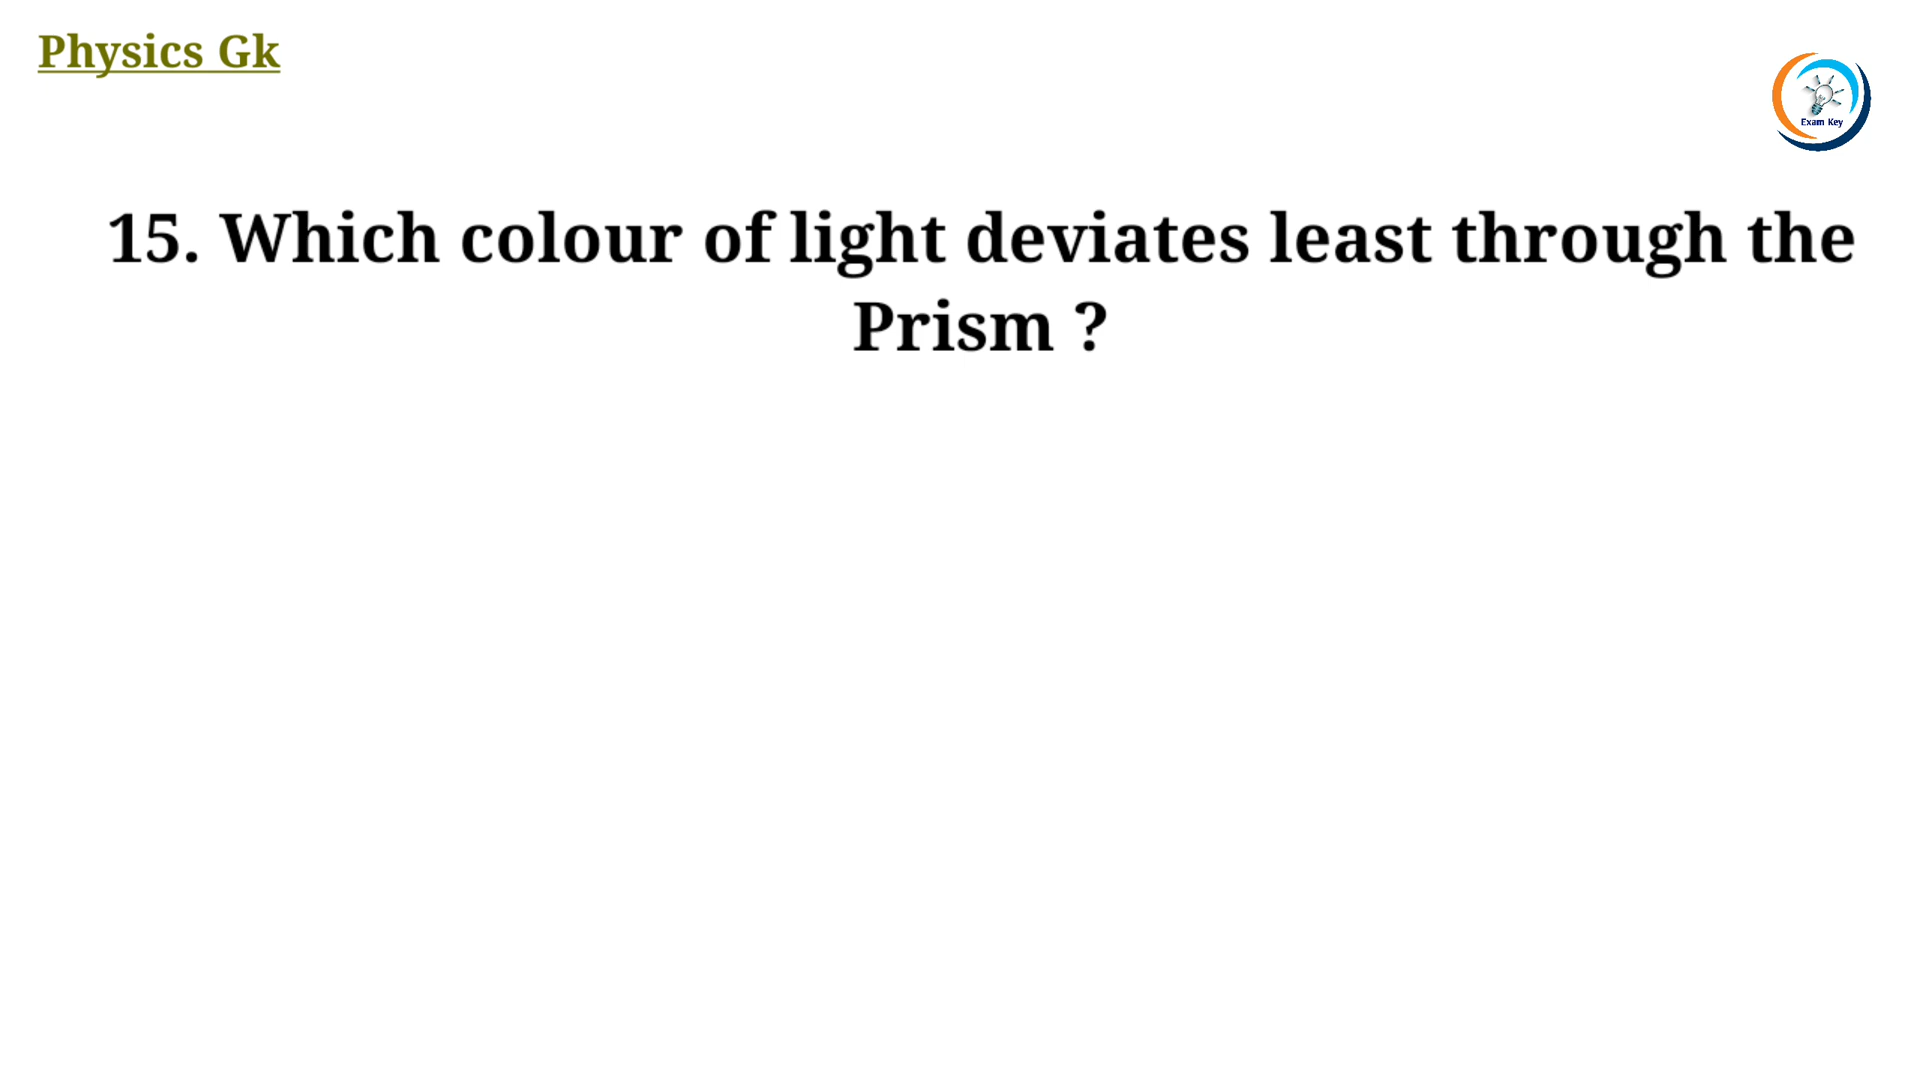 Physics Gk
Exam Key
15. Which colour of light deviates least through the
Prism ?